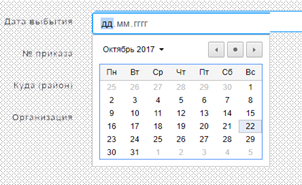 Дата выбытия
дд.мм.гггг
№ приказа
Октябрь 2017
Куда (район)
Пн Вт Ср Чт Пт Сб Вс
25 26 27 28 29 30 1
2 3 4 5 6 7 8
9 10 11 12 13 14 15
Организация
16 17 18 19 20 21 22
23 24 25 26 27 28 29
30 31 1 2 3 4 5